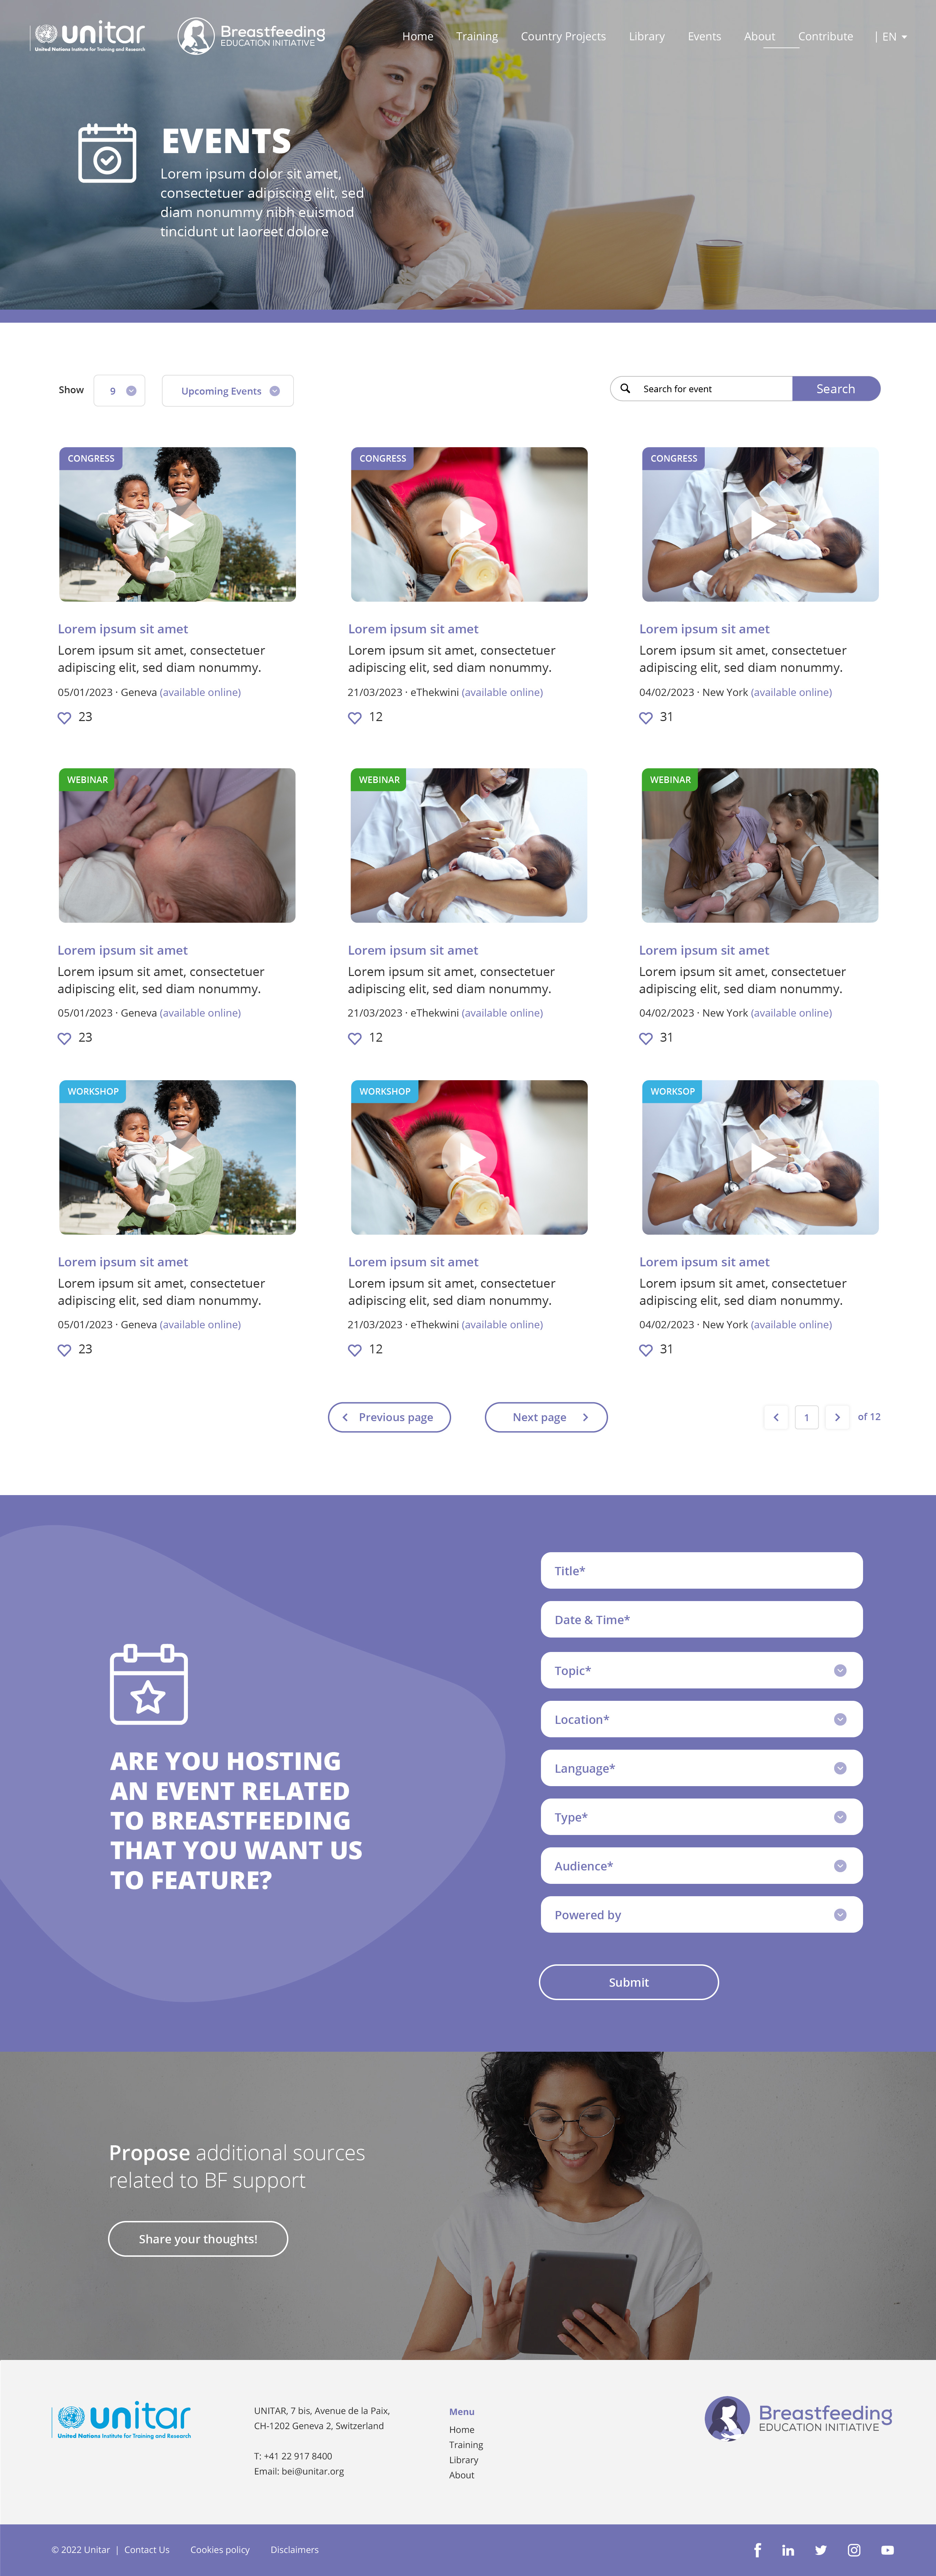 unitar
United Nations Institute for Training and Research
Breastfeeding
EDUCATION INITIATIVE
Home Training Country Projects Library Events About Contribute | EN
EVENTS
Lorem ipsum dolor sit amet,
consectetuer adipiscing elit, sed
diam nonummy nibh euismod
tincidunt ut laoreet dolore
Show 9 Upcoming Events Search for event Search
CONGRESS CONGRESS CONGRESS
Lorem ipsum sit amet Lorem ipsum sit amet Lorem ipsum sit amet
Lorem ipsum sit amet, consectetuer Lorem ipsum sit amet, consectetuer Lorem ipsum sit amet, consectetuer
adipiscing elit, sed diam nonummy. adipiscing elit, sed diam nonummy. adipiscing elit, sed diam nonummy.
05/01/2023 · Geneva (available online) 21/03/2023 · eThekwini (available online) 04/02/2023 · New York (available online)
23 12 31
WEBINAR WEBINAR WEBINAR
Lorem ipsum sit amet Lorem ipsum sit amet Lorem ipsum sit amet
Lorem ipsum sit amet, consectetuer Lorem ipsum sit amet, consectetuer Lorem ipsum sit amet, consectetuer
adipiscing elit, sed diam nonummy. adipiscing elit, sed diam nonummy. adipiscing elit, sed diam nonummy.
05/01/2023 · Geneva (available online) 21/03/2023 · eThekwini (available online) 04/02/2023 · New York (available online)
23 12 31
WORKSHOP WORKSHOP WORKSOP
Lorem ipsum sit amet Lorem ipsum sit amet Lorem ipsum sit amet
Lorem ipsum sit amet, consectetuer Lorem ipsum sit amet, consectetuer Lorem ipsum sit amet, consectetuer
adipiscing elit, sed diam nonummy. adipiscing elit, sed diam nonummy. adipiscing elit, sed diam nonummy.
05/01/2023 · Geneva (available online) 21/03/2023 · eThekwini (available online) 04/02/2023 · New York (available online)
23 12 31
Previous page Next page 1 of 12
ARE YOU HOSTING
AN EVENT RELATED
TO BREASTFEEDING
THAT YOU WANT US
TO FEATURE?
Title*
Date & Time*
Topic*
Location*
Language*
Type*
Audience*
Powered by
Submit
Propose additional sources
related to BF support
Share your thoughts!
unitar
United Nations Institute for Training and Research
UNITAR, 7 bis, Avenue de la Paix,
CH-1202 Geneva 2, Switzerland
T: +41 22 917 8400
Email: bei@unitar.org
Menu
Home
Training
Library
About
Breastfeeding
EDUCATION INITIATIVE
© 2022 Unitar | Contact Us Cookies policy Disclaimers